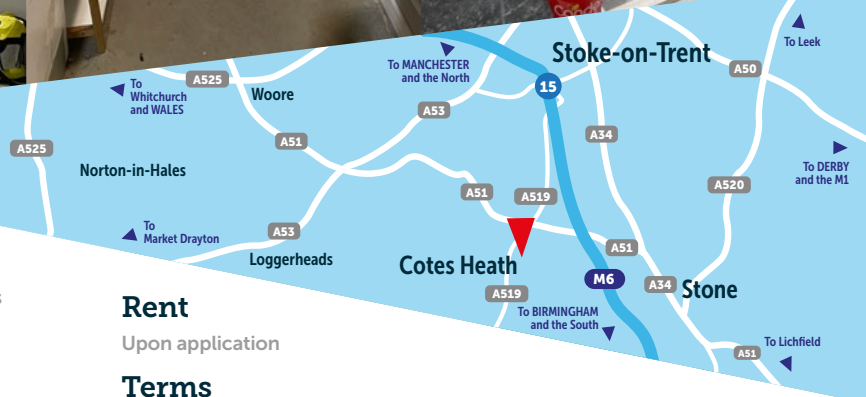 Stoke-on-Trent
To Leek
To MANCHESTER
and the North
A50
A525
To
Whitchurch
and WALES
15
Woore
A53
A34
A51
A525
To DERBY
and the M1
Norton-in-Hales
A520
A51
A519
To
Market Drayton
A53
A51
Loggerheads
Cotes Heath
M6
A34
Stone
A519
To BIRMINGHAM
and the South
Rent
Upon application
To Lichfield
A51
Terms